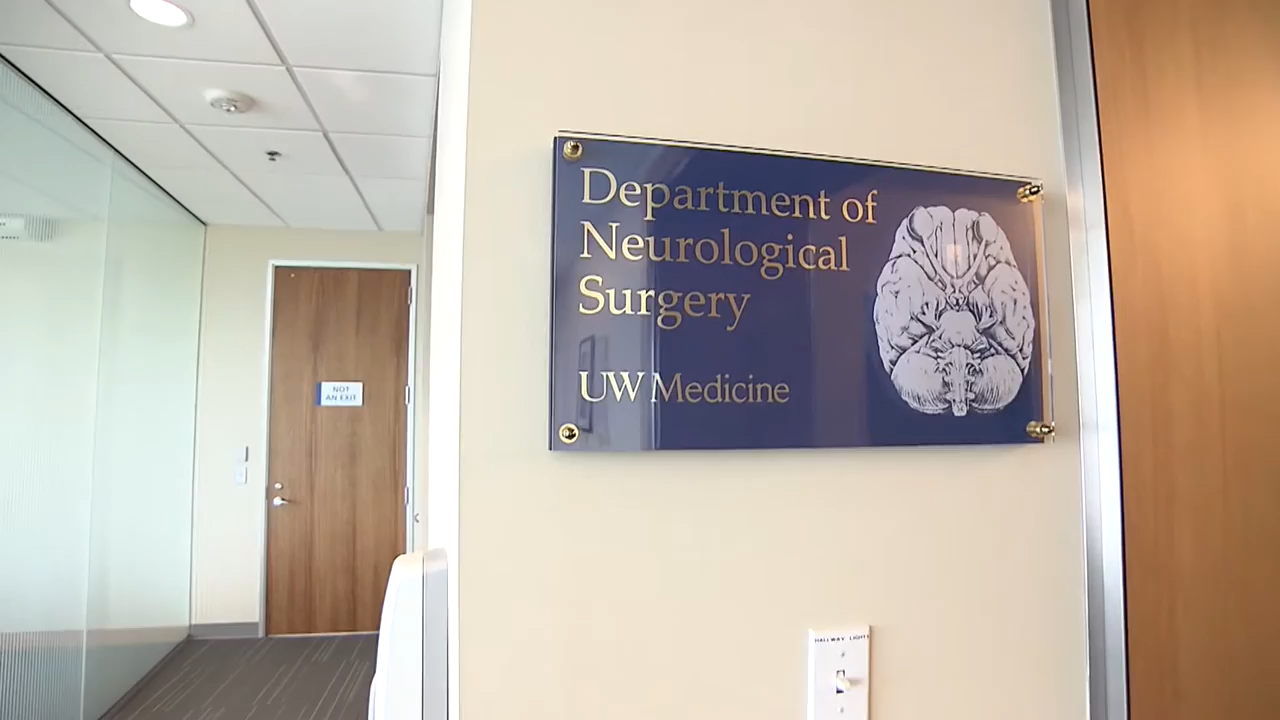 Department of
Neurological
Surgery
UW Medicine
NOT
AN EXIT
HALLWAY LIGHTS